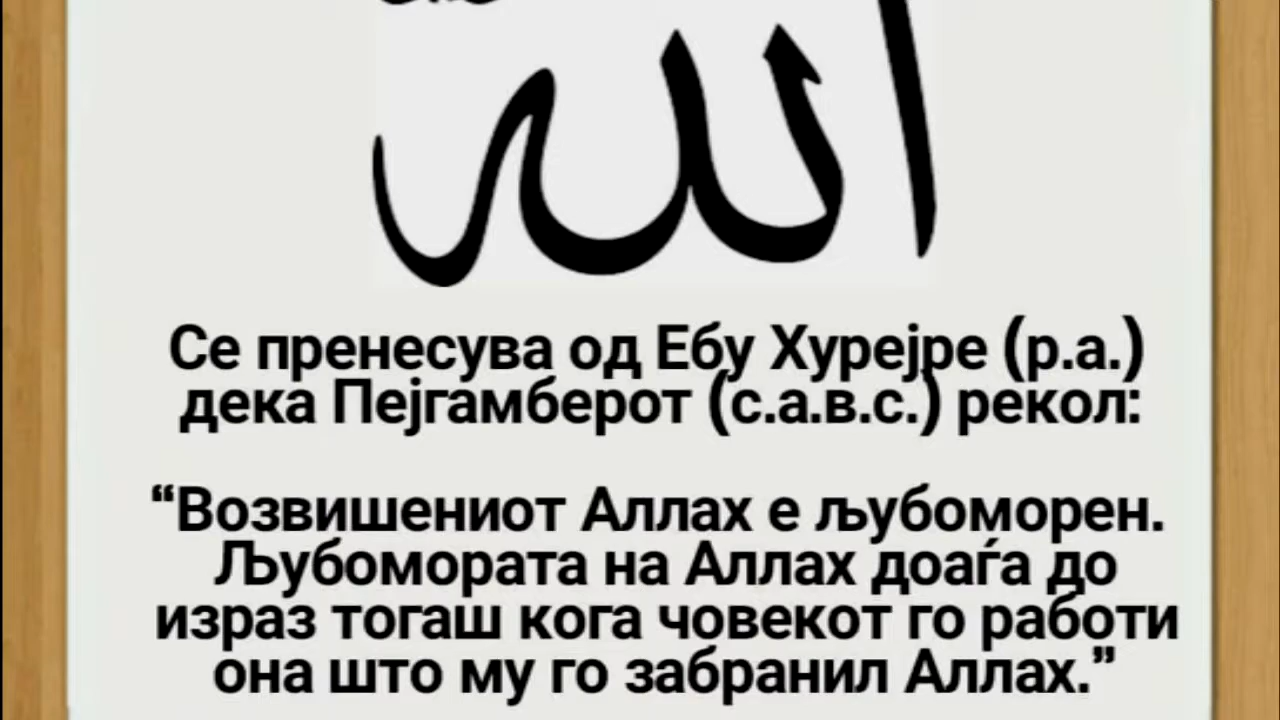 الله
Се пренесува од Ебу Хурејре (р.а.)
дека Пејгамберот (с.а.в.с.) рекол:
“Возвишениот Аллах е љубоморен.
Љубомората на Аллах доаѓа до
израз тогаш кога човекот го работи
она што му го забранил Аллах.”